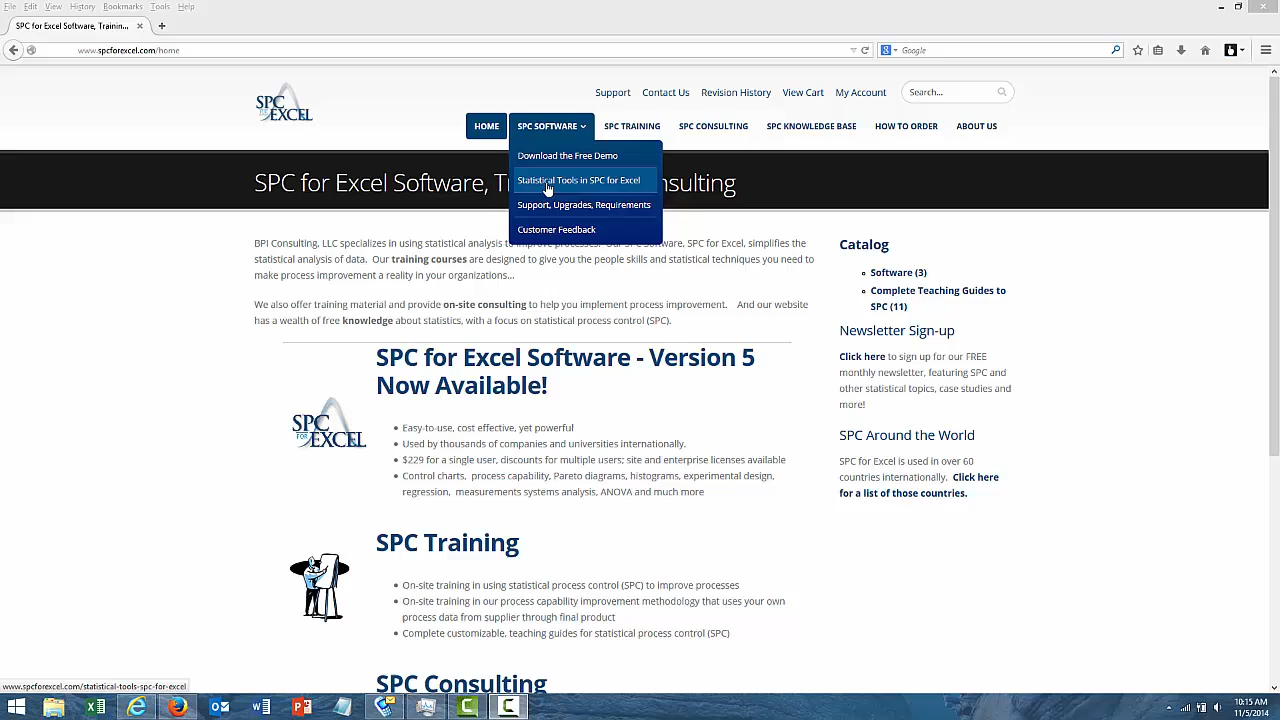 File Edit View History Bookmarks Tools Help
SPC for Excel Software, Trainin...
www.spcforexcel.com/home
Google
Support Contact Us Revision History View Cart My Account Search...
SPC FOR EXCEL
HOME SPC SOFTWARE SPC TRAINING SPC CONSULTING SPC KNOWLEDGE BASE HOW TO ORDER ABOUT US
Download the Free Demo
Statistical Tools in SPC for Excel
Support, Upgrades, Requirements
Customer Feedback
SPC for Excel Software, T sulting
BPI Consulting, LLC specializes in using statistical analysis SPC for Excel, simplifies the
statistical analysis of data. Our training courses are designed to give you the people skills and statistical techniques you need to
make process improvement a reality in your organizations...
We also offer training material and provide on-site consulting to help you implement process improvement. And our website
has a wealth of free knowledge about statistics, with a focus on statistical process control (SPC).
SPC for Excel Software - Version 5
Now Available!
SPC FOR EXCEL
Easy-to-use, cost effective, yet powerful
Used by thousands of companies and universities internationally.
$229 for a single user, discounts for multiple users; site and enterprise licenses available
Control charts, process capability, Pareto diagrams, histograms, experimental design,
regression, measurements systems analysis, ANOVA and much more
SPC Training
On-site training in using statistical process control (SPC) to improve processes
On-site training in our process capability improvement methodology that uses your own
process data from supplier through final product
Complete customizable, teaching guides for statistical process control (SPC)
SPC Consulting
Catalog
Software (3)
Complete Teaching Guides to
SPC (11)
Newsletter Sign-up
Click here to sign up for our FREE
monthly newsletter, featuring SPC and
other statistical topics, case studies and
more!
SPC Around the World
SPC for Excel is used in over 60
countries internationally. Click here
for a list of those countries.
www.spcforexcel.com/statistical-tools-spc-for-excel
10:15 AM
11/5/2014